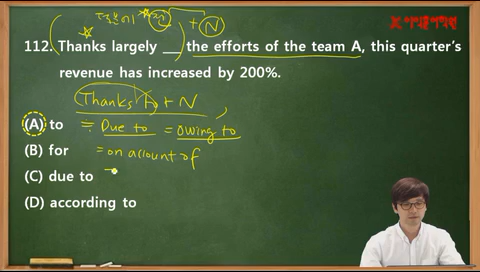 + N
112. Thanks largely __ the efforts of the team A, this quarter's
revenue has increased by 200%.
Thanks to + N
(A) to
= Due to = owing to
(B) for
= on account of
(C) due to
(D) according to